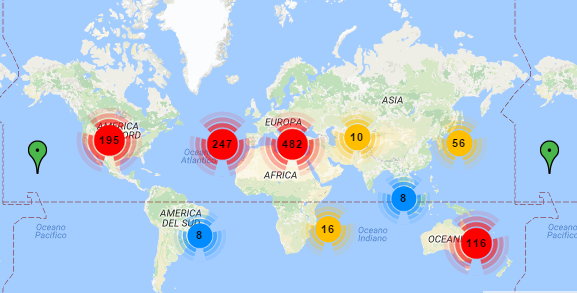 ASIA
EUROPA
AMERICA
DEL NORD
195
247
482
10
56
Oceano
Atlantico
AFRICA
8
AMERICA
DEL SUD
8
16
Oceano
Pacifico
Oceano
Indiano
OCEANIA
116
Oceano
Pacifico